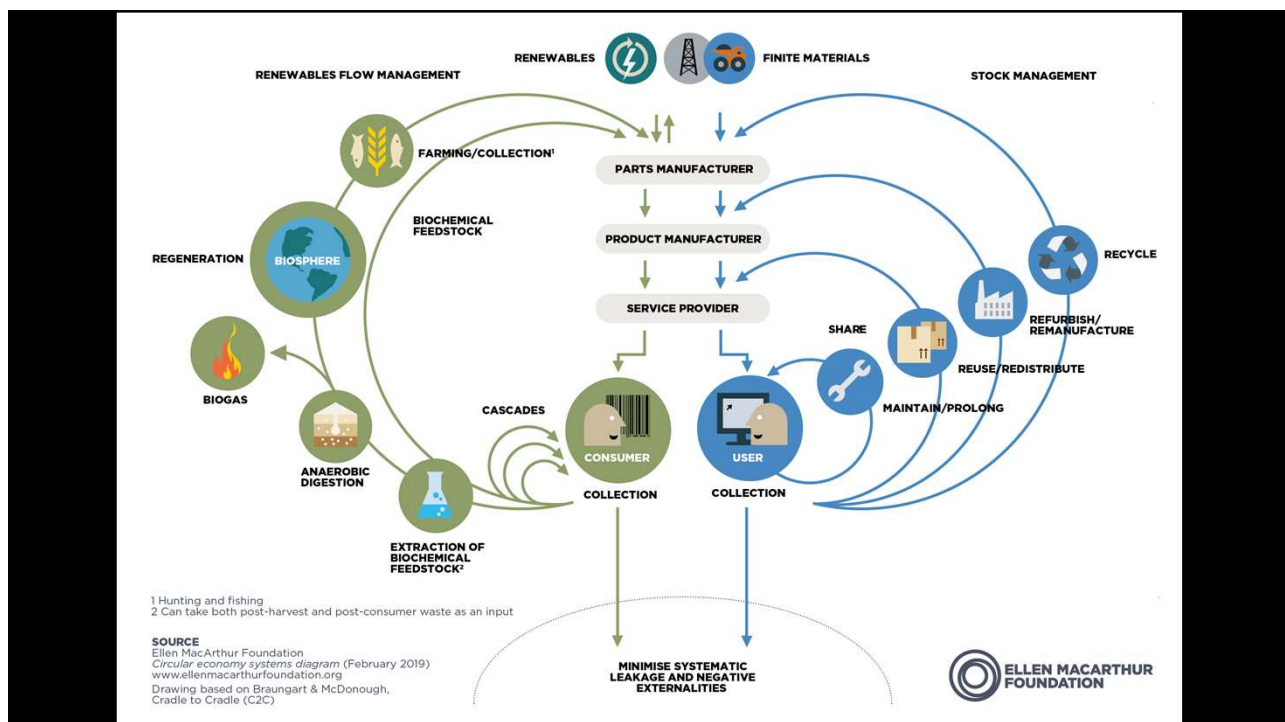 RENEWABLES
FINITE MATERIALS
RENEWABLES FLOW MANAGEMENT
STOCK MANAGEMENT
FARMING/COLLECTION¹
PARTS MANUFACTURER
BIOCHEMICAL
FEEDSTOCK
PRODUCT MANUFACTURER
REGENERATION
BIOSPHERE
RECYCLE
SERVICE PROVIDER
SHARE
REFURBISH/
REMANUFACTURE
REUSE/REDISTRIBUTE
BIOGAS
CASCADES
MAINTAIN/PROLONG
CONSUMER
USER
ANAEROBIC
DIGESTION
COLLECTION
COLLECTION
EXTRACTION OF
BIOCHEMICAL
FEEDSTOCK²
1 Hunting and fishing
2 Can take both post-harvest and post-consumer waste as an input
SOURCE
Ellen MacArthur Foundation
Circular economy systems diagram (February 2019)
www.ellenmacarthurfoundation.org
Drawing based on Braungart & McDonough,
Cradle to Cradle (C2C)
MINIMISE SYSTEMATIC
LEAKAGE AND NEGATIVE
EXTERNALITIES
ELLEN MACARTHUR
FOUNDATION